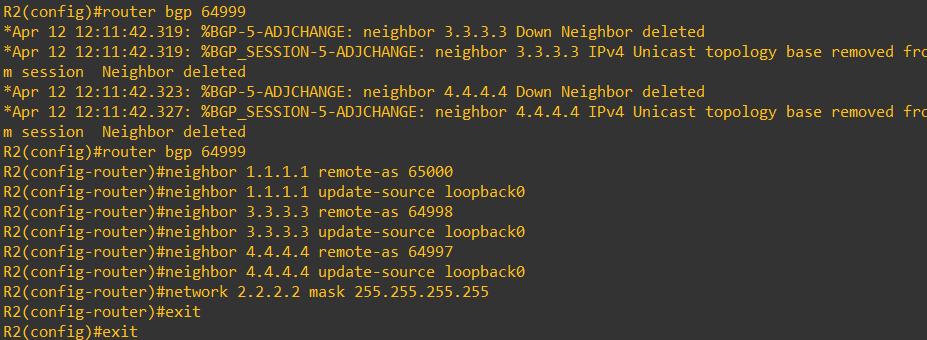 R2(config)#router bgp 64999
*Apr 12 12:11:42.319: %BGP-5-ADJCHANGE: neighbor 3.3.3.3 Down Neighbor deleted
*Apr 12 12:11:42.319: %BGP_SESSION-5-ADJCHANGE: neighbor 3.3.3.3 IPv4 Unicast topology base removed fro
m session  Neighbor deleted
*Apr 12 12:11:42.323: %BGP-5-ADJCHANGE: neighbor 4.4.4.4 Down Neighbor deleted
*Apr 12 12:11:42.327: %BGP_SESSION-5-ADJCHANGE: neighbor 4.4.4.4 IPv4 Unicast topology base removed fro
m session  Neighbor deleted
R2(config)#router bgp 64999
R2(config-router)#neighbor 1.1.1.1 remote-as 65000
R2(config-router)#neighbor 1.1.1.1 update-source loopback0
R2(config-router)#neighbor 3.3.3.3 remote-as 64998
R2(config-router)#neighbor 3.3.3.3 update-source loopback0
R2(config-router)#neighbor 4.4.4.4 remote-as 64997
R2(config-router)#neighbor 4.4.4.4 update-source loopback0
R2(config-router)#network 2.2.2.2 mask 255.255.255.255
R2(config-router)#exit
R2(config)#exit